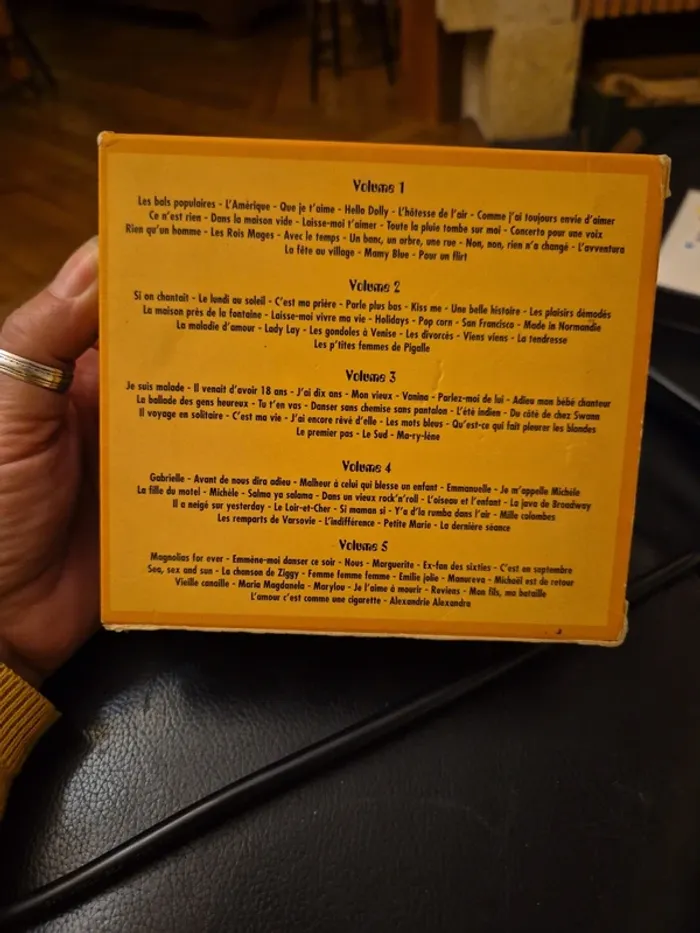 Volume 1
Les bals populaires - L'Amérique - Que je t'aime - Hello Dolly - L'hôtesse de l'air - Comme j'ai toujours envie d'aimer
Ce n'est rien - Dans la maison vide - Laisse-moi t'aimer - Toute la pluie tombe sur moi - Concerto pour une voix
Rien qu'un homme - Les Rois Mages - Avec le temps - Un banc, un arbre, une rue - Non, non, rien n'a changé - L'avventura
La fête au village - Mamy Blue - Pour un flirt
Volume 2
Si on chantait - Le lundi au soleil - C'est ma prière - Parle plus bas - Kiss me - Une belle histoire - Les plaisirs démodés
La maison près de la fontaine - Laisse-moi vivre ma vie - Holidays - Pop corn - San Francisco - Made in Normandie
La maladie d'amour - Lady Lay - Les gondoles à Venise - Les divorcés - Viens viens - La tendresse
Les p'tites femmes de Pigalle
Volume 3
Je suis malade - Il venait d'avoir 18 ans - J'ai dix ans - Mon vieux - Vanina - Parlez-moi de lui - Adieu mon bébé chanteur
La ballade des gens heureux - Tu t'en vas - Danser sans chemise sans pantalon - L'été indien - Du côté de chez Swann
Il voyage en solitaire - C'est ma vie - J'ai encore rêvé d'elle - Les mots bleus - Qu'est-ce qui fait pleurer les blondes
Le premier pas - Le Sud - Ma-ry-lène
Volume 4
Gabrielle - Avant de nous dire adieu - Malheur à celui qui blesse un enfant - Emmanuelle - Je m'appelle Michèle
La fille du motel - Michèle - Salma ya salama - Dans un vieux rock'n'roll - L'oiseau et l'enfant - La java de Broadway
Il a neigé sur yesterday - Le Loir-et-Cher - Si maman si - Y'a d'la rumba dans l'air - Mille colombes
Les remparts de Varsovie - L'indifférence - Petite Marie - La dernière séance
Volume 5
Magnolias for ever - Emmène-moi danser ce soir - Nous - Marguerite - Ex-fan des sixties - C'est en septembre
Sea, sex and sun - La chanson de Ziggy - Femme femme femme - Emilie jolie - Manureva - Michaël est de retour
Vieille canaille - Maria Magdanela - Marylou - Je l'aime à mourir - Reviens - Mon fils, ma bataille
L'amour c'est comme une cigarette - Alexandrie Alexandra